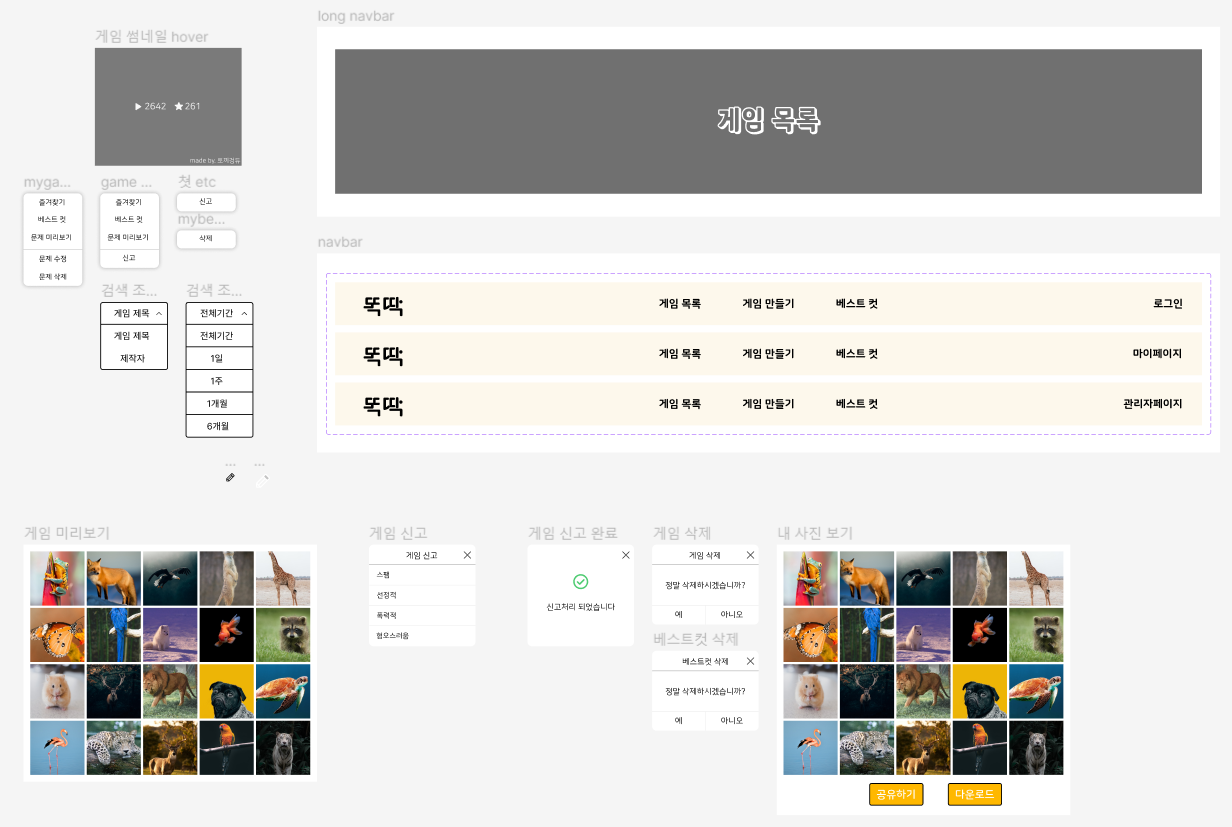 long navbar
게임 목록
게임 썸네일 hover
2642 261
made by. 토끼겅듀
myga...
즐겨찾기
베스트 컷
문제 미리보기
문제 수정
문제 삭제
game ...
즐겨찾기
베스트 컷
문제 미리보기
신고
첫 etc
신고
mybe...
삭제
검색 조...
게임 제목
게임 제목
제작자
검색 조...
전체기간
전체기간
1일
1주
1개월
6개월
navbar
똑딱
게임 목록 게임 만들기 베스트 컷 로그인
똑딱
게임 목록 게임 만들기 베스트 컷 마이페이지
똑딱
게임 목록 게임 만들기 베스트 컷 관리자페이지
...
...
게임 미리보기
게임 신고
게임 신고
스팸
선정적
폭력적
혐오스러움
게임 신고 완료
신고처리 되었습니다
게임 삭제
게임 삭제
정말 삭제하시겠습니까?
예 아니오
베스트컷 삭제
베스트컷 삭제
정말 삭제하시겠습니까?
예 아니오
내 사진 보기
공유하기 다운로드